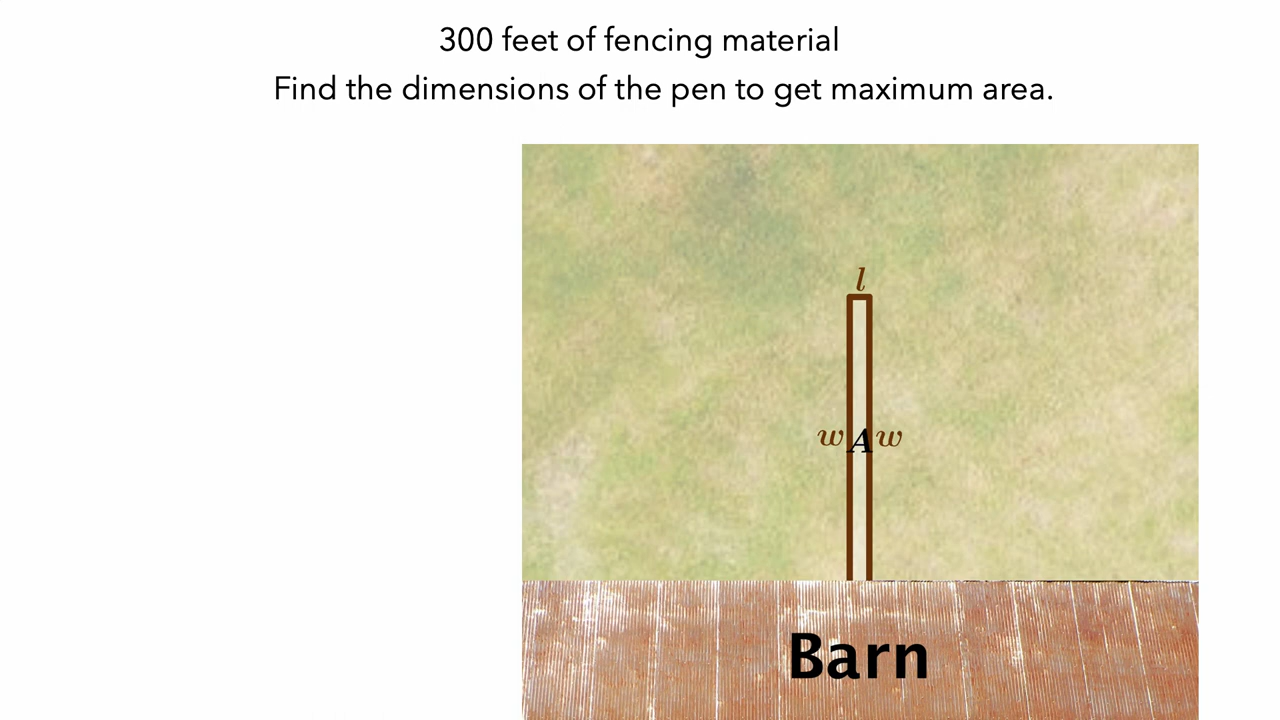 300 feet of fencing material
Find the dimensions of the pen to get maximum area.
l
w A w
Barn